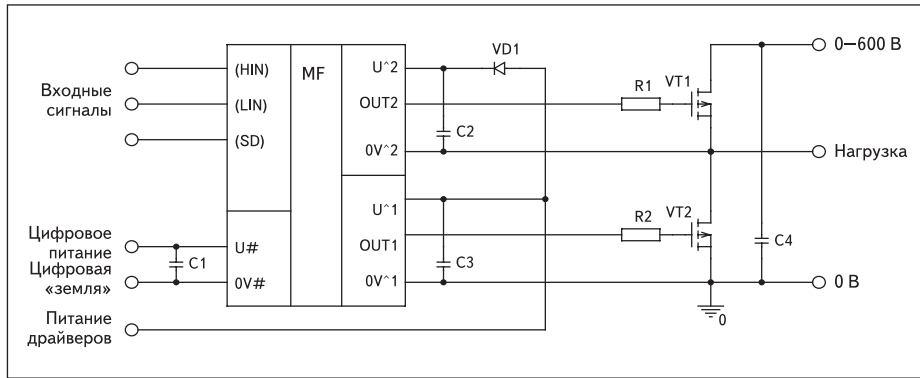 Входные
сигналы
(HIN)
(LIN)
(SD)
MF
U^2
OUT2
0V^2
VD1
C2
R1
VT1
0–600 В
Нагрузка
U^1
OUT1
0V^1
C3
R2
VT2
C4
0 В
0
Цифровое
питание
Цифровая
«земля»
C1
U#
0V#
Питание
драйверов